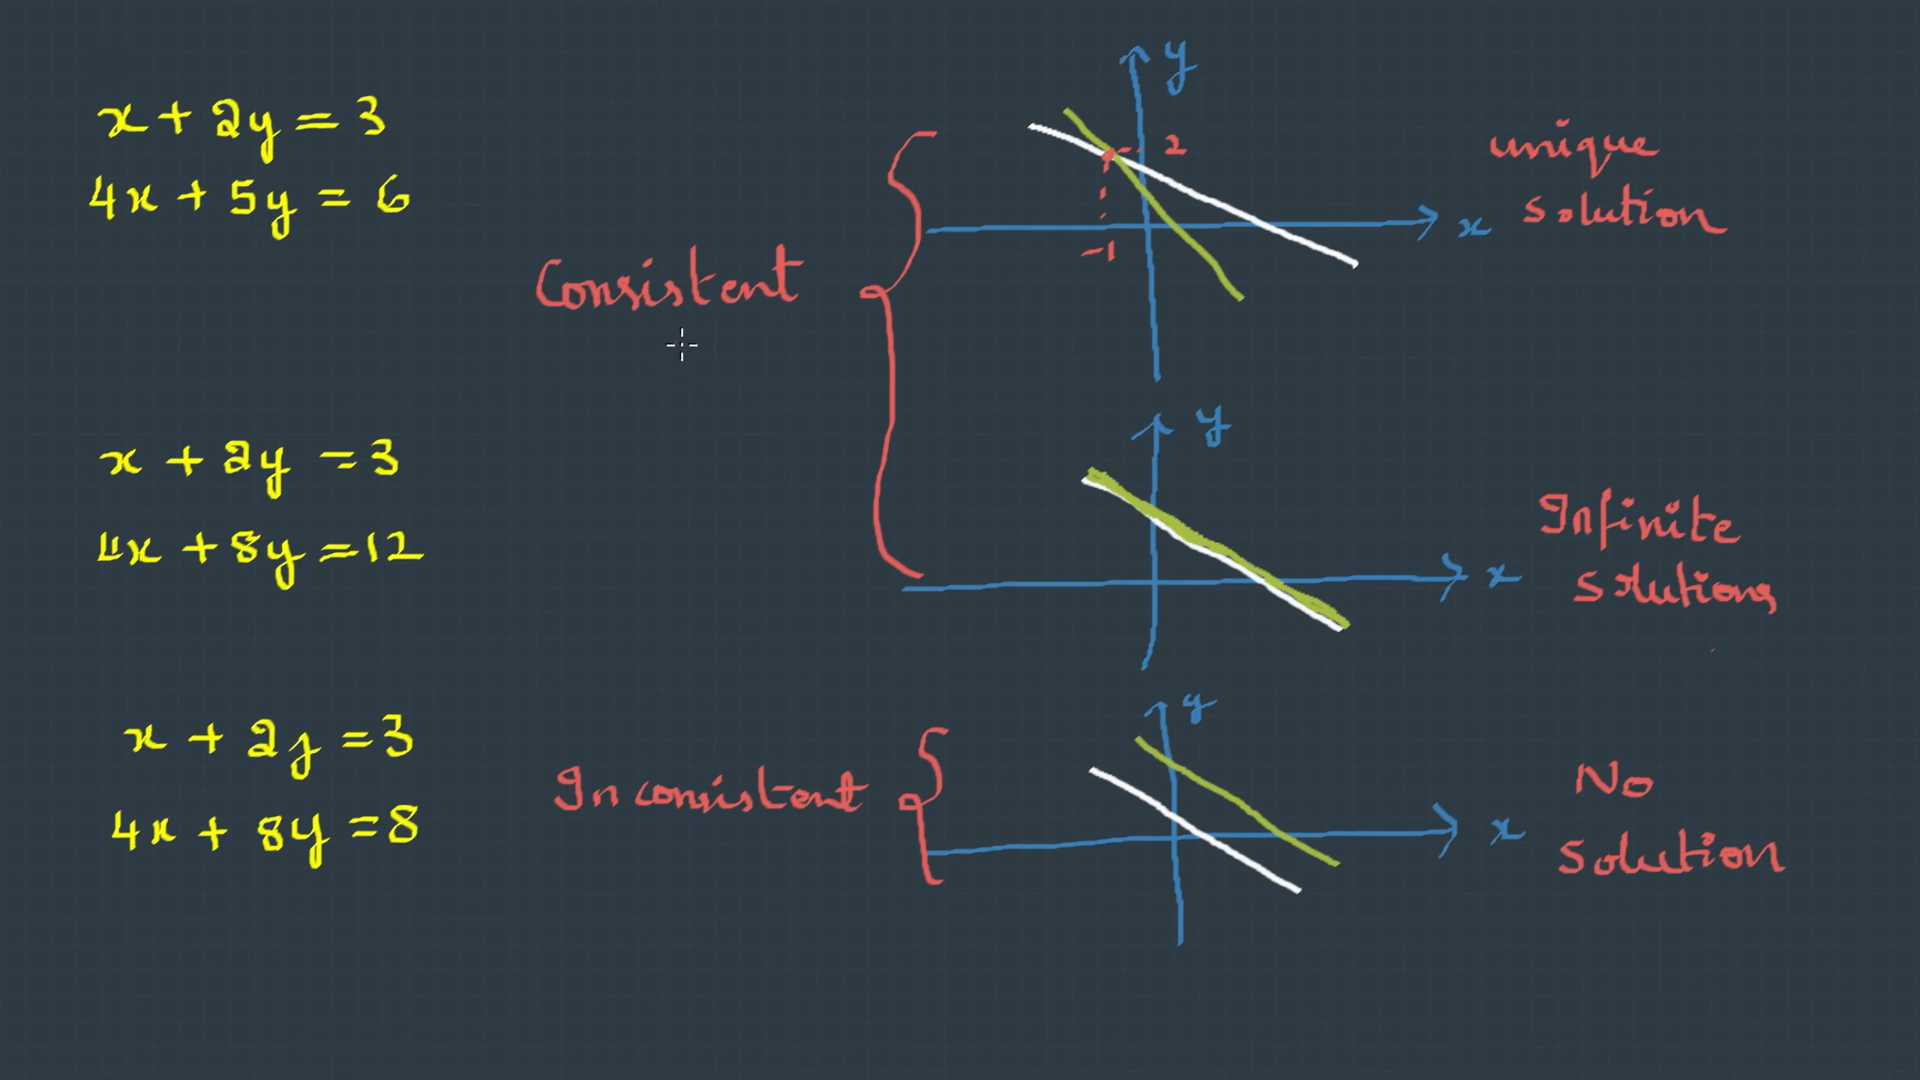 x + 2y = 3
4x + 5y = 6
Consistent
y
2
-1
x
unique
solution
x + 2y = 3
4x + 8y = 12
y
x
Infinite
solutions
x + 2y = 3
4x + 8y = 8
Inconsistent
y
x
No
solution